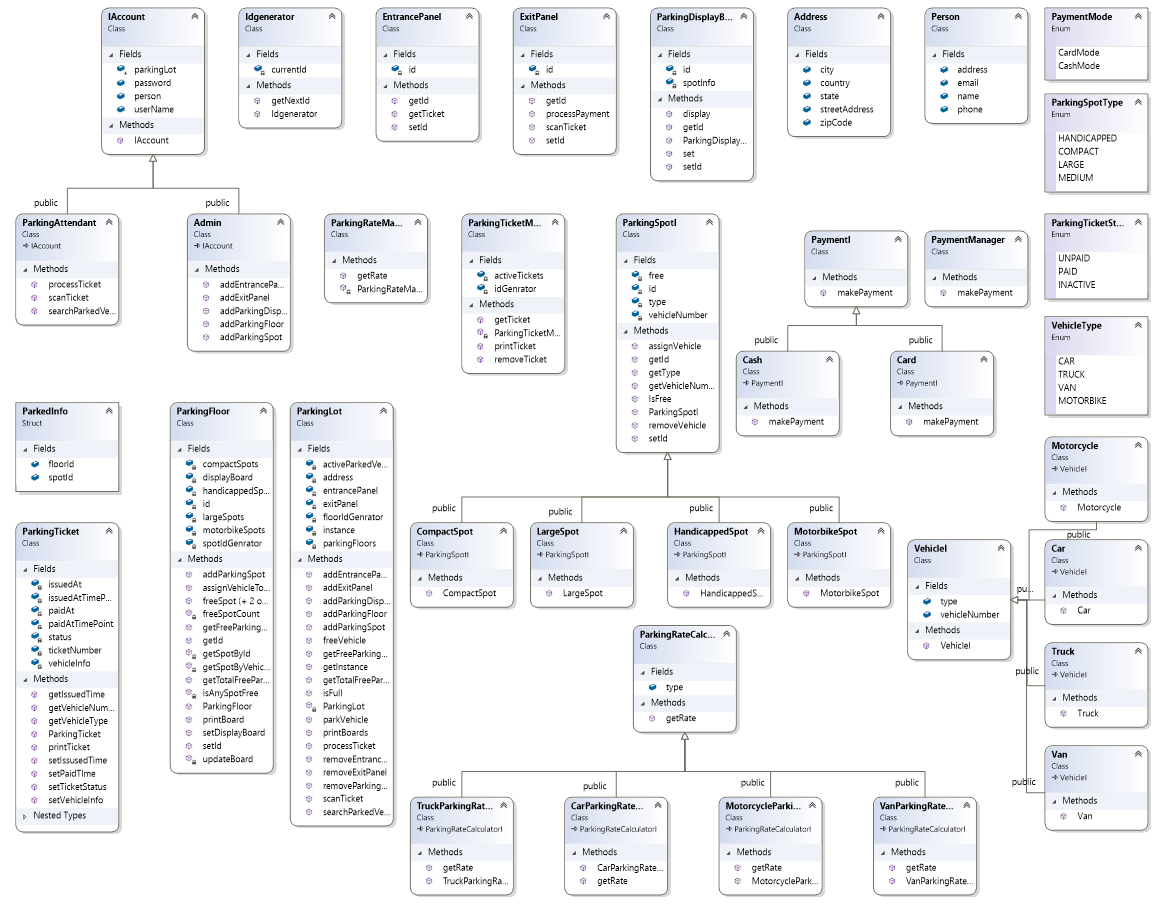 IAccount
Class
Fields
parkingLot
password
person
userName
Methods
IAccount
Idgenerator
Class
Fields
currentId
Methods
getNextId
Idgenerator
EntrancePanel
Class
Fields
id
Methods
getId
getTicket
setId
ExitPanel
Class
Fields
id
Methods
getId
processPayment
scanTicket
setId
ParkingDisplayB...
Class
Fields
id
spotInfo
Methods
display
getId
ParkingDisplay...
set
setId
Address
Class
Fields
city
country
state
streetAddress
zipCode
Person
Class
Fields
address
email
name
phone
PaymentMode
Enum
CardMode
CashMode
ParkingSpotType
Enum
HANDICAPPED
COMPACT
LARGE
MEDIUM
public
public
ParkingAttendant
Class
IAccount
Methods
processTicket
scanTicket
searchParkedVe...
Admin
Class
IAccount
Methods
addEntrancePa...
addExitPanel
addParkingDisp...
addParkingFloor
addParkingSpot
ParkingRateMa...
Class
Methods
getRate
ParkingRateMa...
ParkingTicketM...
Class
Fields
activeTickets
idGenrator
Methods
getTicket
ParkingTicketM...
printTicket
removeTicket
ParkingSpotI
Class
Fields
free
id
type
vehicleNumber
Methods
assignVehicle
getId
getType
getVehicleNum...
IsFree
ParkingSpotI
removeVehicle
setId
PaymentI
Class
Methods
makePayment
PaymentManager
Class
Methods
makePayment
ParkingTicketSt...
Enum
UNPAID
PAID
INACTIVE
VehicleType
Enum
CAR
TRUCK
VAN
MOTORBIKE
public
public
Cash
Class
PaymentI
Methods
makePayment
Card
Class
PaymentI
Methods
makePayment
ParkedInfo
Struct
Fields
floorId
spotId
ParkingFloor
Class
Fields
compactSpots
displayBoard
handicappedSp...
id
largeSpots
motorbikeSpots
spotIdGenrator
Methods
addParkingSpot
assignVehicleTo...
freeSpot (+ 2 o...
freeSpotCount
getFreeParking...
getId
getSpotById
getSpotByVehic...
getTotalFreePar...
isAnySpotFree
ParkingFloor
printBoard
setDisplayBoard
setId
updateBoard
ParkingLot
Class
Fields
activeParkedVe...
address
entrancePanel
exitPanel
floorIdGenrator
instance
parkingFloors
Methods
addEntrancePa...
addExitPanel
addParkingDisp...
addParkingFloor
addParkingSpot
freeVehicle
getFreeParking...
getInstance
getTotalFreePar...
isFull
ParkingLot
parkVehicle
printBoards
processTicket
removeEntranc...
removeExitPanel
removeParking...
scanTicket
searchParkedVe...
ParkingTicket
Class
Fields
issuedAt
issuedAtTimeP...
paidAt
paidAtTimePoint
status
ticketNumber
vehicleInfo
Methods
getIssuedTime
getVehicleNum...
getVehicleType
ParkingTicket
printTicket
setIssusedTime
setPaidTIme
setTicketStatus
setVehicleInfo
Nested Types
public
public
public
public
CompactSpot
Class
ParkingSpotI
Methods
CompactSpot
LargeSpot
Class
ParkingSpotI
Methods
LargeSpot
HandicappedSpot
Class
ParkingSpotI
Methods
HandicappedS...
MotorbikeSpot
Class
ParkingSpotI
Methods
MotorbikeSpot
Motorcycle
Class
VehicleI
Methods
Motorcycle
public
VehicleI
Class
Fields
type
vehicleNumber
Methods
VehicleI
pu...
Car
Class
VehicleI
Methods
Car
public
Truck
Class
VehicleI
Methods
Truck
public
Van
Class
VehicleI
Methods
Van
ParkingRateCalc...
Class
Fields
type
Methods
getRate
public
public
public
public
TruckParkingRat...
Class
ParkingRateCalculatorI
Methods
getRate
TruckParkingRa...
CarParkingRate...
Class
ParkingRateCalculatorI
Methods
CarParkingRate...
getRate
MotorcycleParki...
Class
ParkingRateCalculatorI
Methods
getRate
MotorcyclePark...
VanParkingRate...
Class
ParkingRateCalculatorI
Methods
getRate
VanParkingRate...